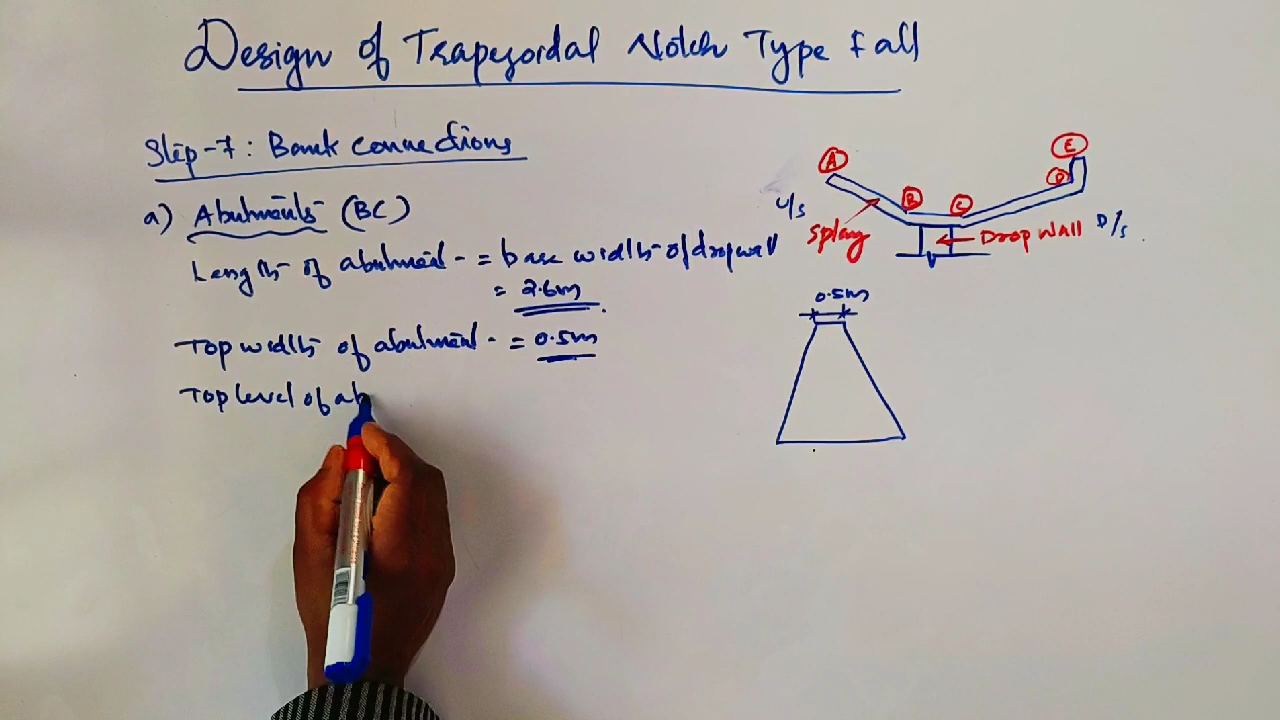 Design of Trapezoidal Notch Type Fall
Step-7: Bank connections
a) Abutments (BC)
Length of abutment = base width of dropwall
= 2.6m
Top width of abutment = 0.5m
Top level of ab
A
B
C
D
E
U/S
splay
Drop wall
D/S
0.5m